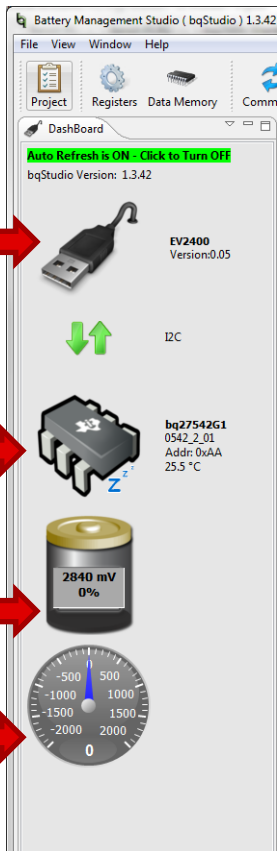 Battery Management Studio ( bqStudio ) 1.3.42
File View Window Help
Project Registers Data Memory
DashBoard
Auto Refresh is ON - Click to Turn OFF
bqStudio Version: 1.3.42
EV2400
Version:0.05
I2C
bq27542G1
0542_2_01
Addr: 0xAA
25.5 °C
z z z
2840 mV
0%
0
-500 500
-1000 1000
-1500 1500
-2000 2000
0